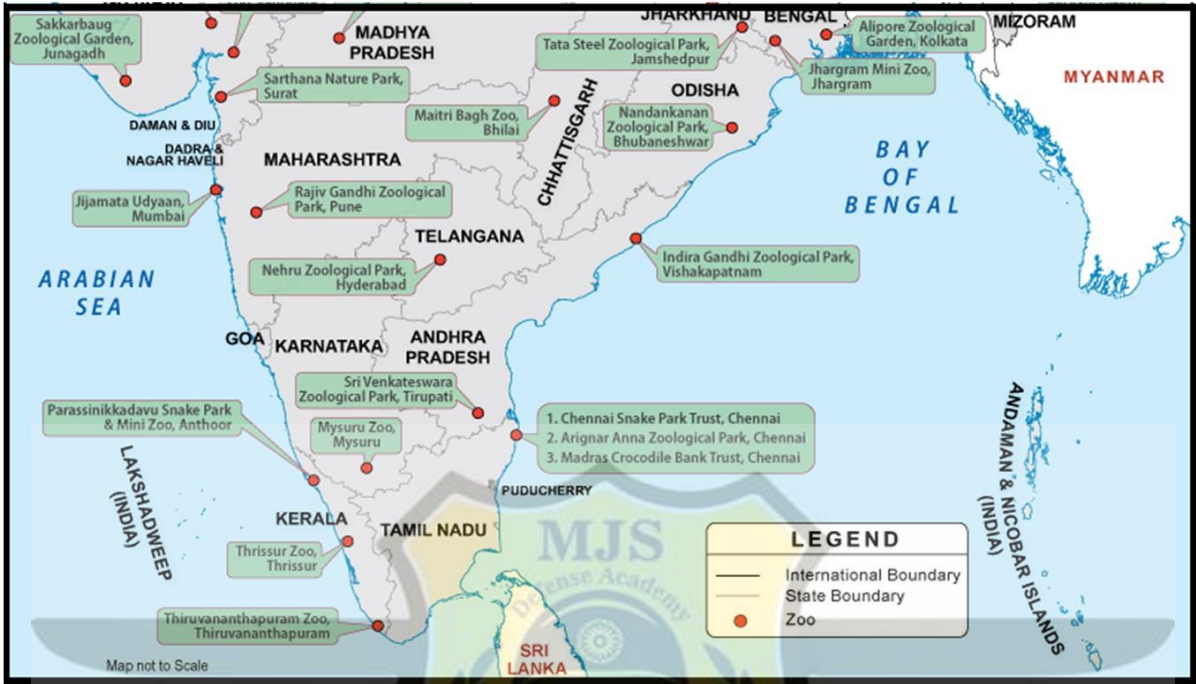 JHARKHAND
BENGAL
MIZORAM
Sakkarbaug
Zoological Garden,
Junagadh
MADHYA
PRADESH
Tata Steel Zoological Park,
Jamshedpur
Alipore Zoological
Garden, Kolkata
Jhargram Mini Zoo,
Jhargram
MYANMAR
Sarthana Nature Park,
Surat
ODISHA
Maitri Bagh Zoo,
Bhilai
Nandankanan
Zoological Park,
Bhubaneshwar
CHHATTISGARH
DAMAN & DIU
DADRA &
NAGAR HAVELI
MAHARASHTRA
BAY
OF
BENGAL
Jijamata Udyaan,
Mumbai
Rajiv Gandhi Zoological
Park, Pune
TELANGANA
Nehru Zoological Park,
Hyderabad
Indira Gandhi Zoological Park,
Vishakapatnam
ARABIAN
SEA
GOA
KARNATAKA
ANDHRA
PRADESH
Sri Venkateswara
Zoological Park, Tirupati
Parassinikkadavu Snake Park
& Mini Zoo, Anthoor
Mysuru Zoo,
Mysuru
1. Chennai Snake Park Trust, Chennai
2. Arignar Anna Zoological Park, Chennai
3. Madras Crocodile Bank Trust, Chennai
ANDAMAN & NICOBAR ISLANDS
(INDIA)
LAKSHADWEEP
(INDIA)
PUDUCHERRY
KERALA
TAMIL NADU
MJS
Defense Academy
Thrissur Zoo,
Thrissur
LEGEND
International Boundary
State Boundary
Zoo
Thiruvananthapuram Zoo,
Thiruvananthapuram
SRI
LANKA
Map not to Scale